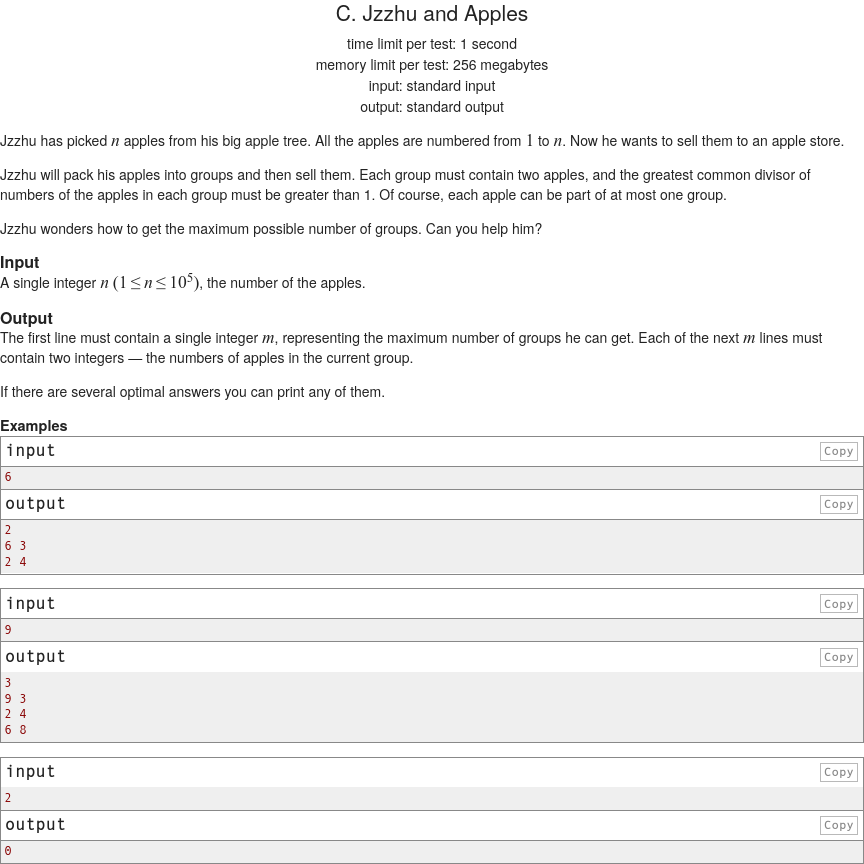 C. Jzzhu and Apples
time limit per test: 1 second
memory limit per test: 256 megabytes
input: standard input
output: standard output
Jzzhu has picked n apples from his big apple tree. All the apples are numbered from 1 to n. Now he wants to sell them to an apple store.
Jzzhu will pack his apples into groups and then sell them. Each group must contain two apples, and the greatest common divisor of
numbers of the apples in each group must be greater than 1. Of course, each apple can be part of at most one group.
Jzzhu wonders how to get the maximum possible number of groups. Can you help him?
Input
A single integer n (1 ≤ n ≤ 10⁵), the number of the apples.
Output
The first line must contain a single integer m, representing the maximum number of groups he can get. Each of the next m lines must
contain two integers — the numbers of apples in the current group.
If there are several optimal answers you can print any of them.
Examples
input Copy
6
output Copy
2
6 3
2 4
input Copy
9
output Copy
3
9 3
2 4
6 8
input Copy
2
output Copy
0